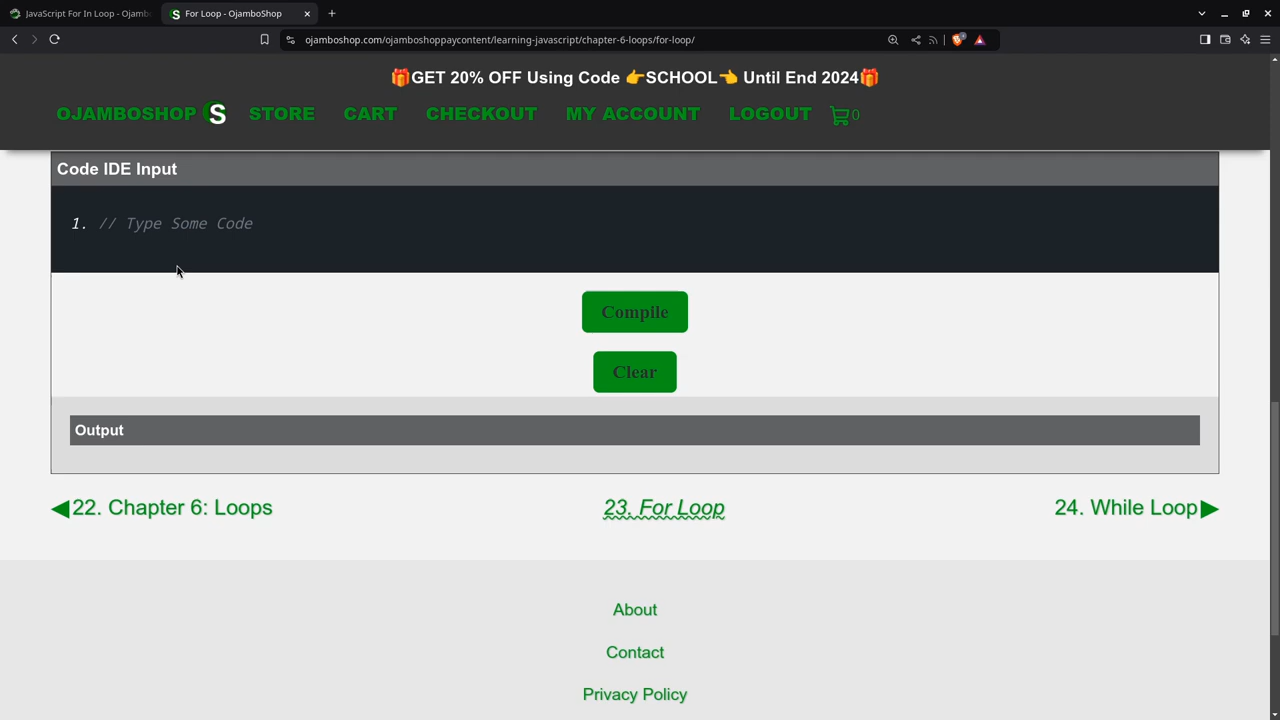 JavaScript For In Loop - Ojamb
For Loop - OjamboShop
ojamboshop.com/ojamboshoppaycontent/learning-javascript/chapter-6-loops/for-loop/
🎁GET 20% OFF Using Code 👉SCHOOL👈 Until End 2024🎁
OJAMBOSHOP S STORE CART CHECKOUT MY ACCOUNT LOGOUT 0
Code IDE Input
1. // Type Some Code
Compile
Clear
Output
◀22. Chapter 6: Loops 23. For Loop 24. While Loop▶
About
Contact
Privacy Policy